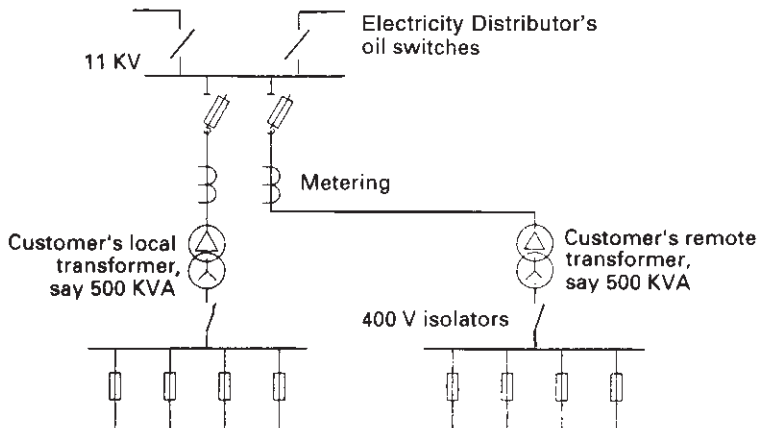 Electricity Distributor's
oil switches
11 KV
Metering
Customer's local
transformer,
say 500 KVA
Customer's remote
transformer,
say 500 KVA
400 V isolators